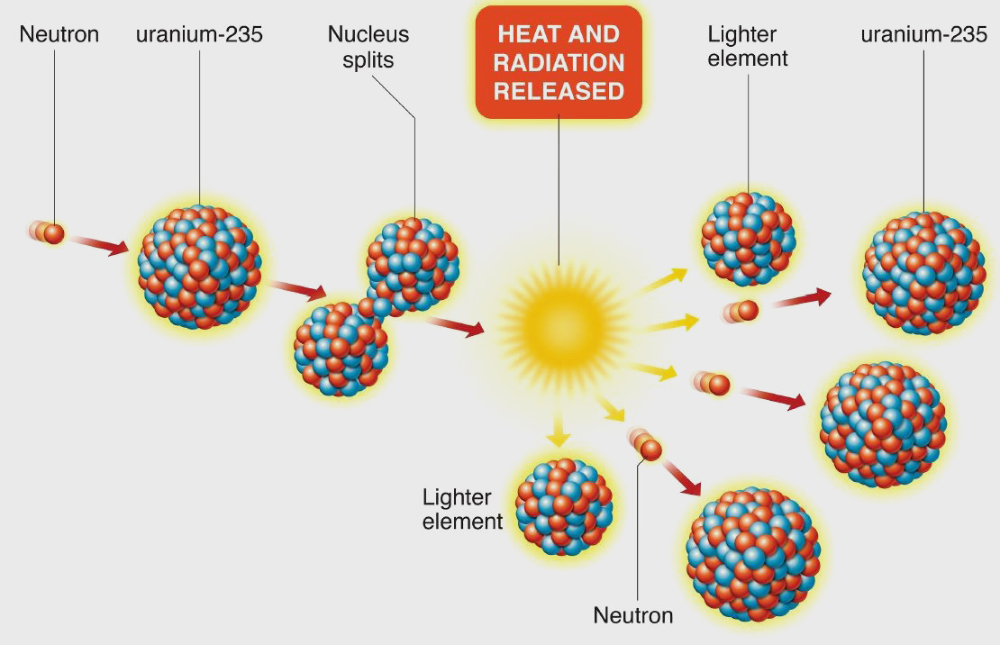 Neutron
uranium-235
Nucleus
splits
HEAT AND
RADIATION
RELEASED
Lighter
element
uranium-235
Lighter
element
Neutron